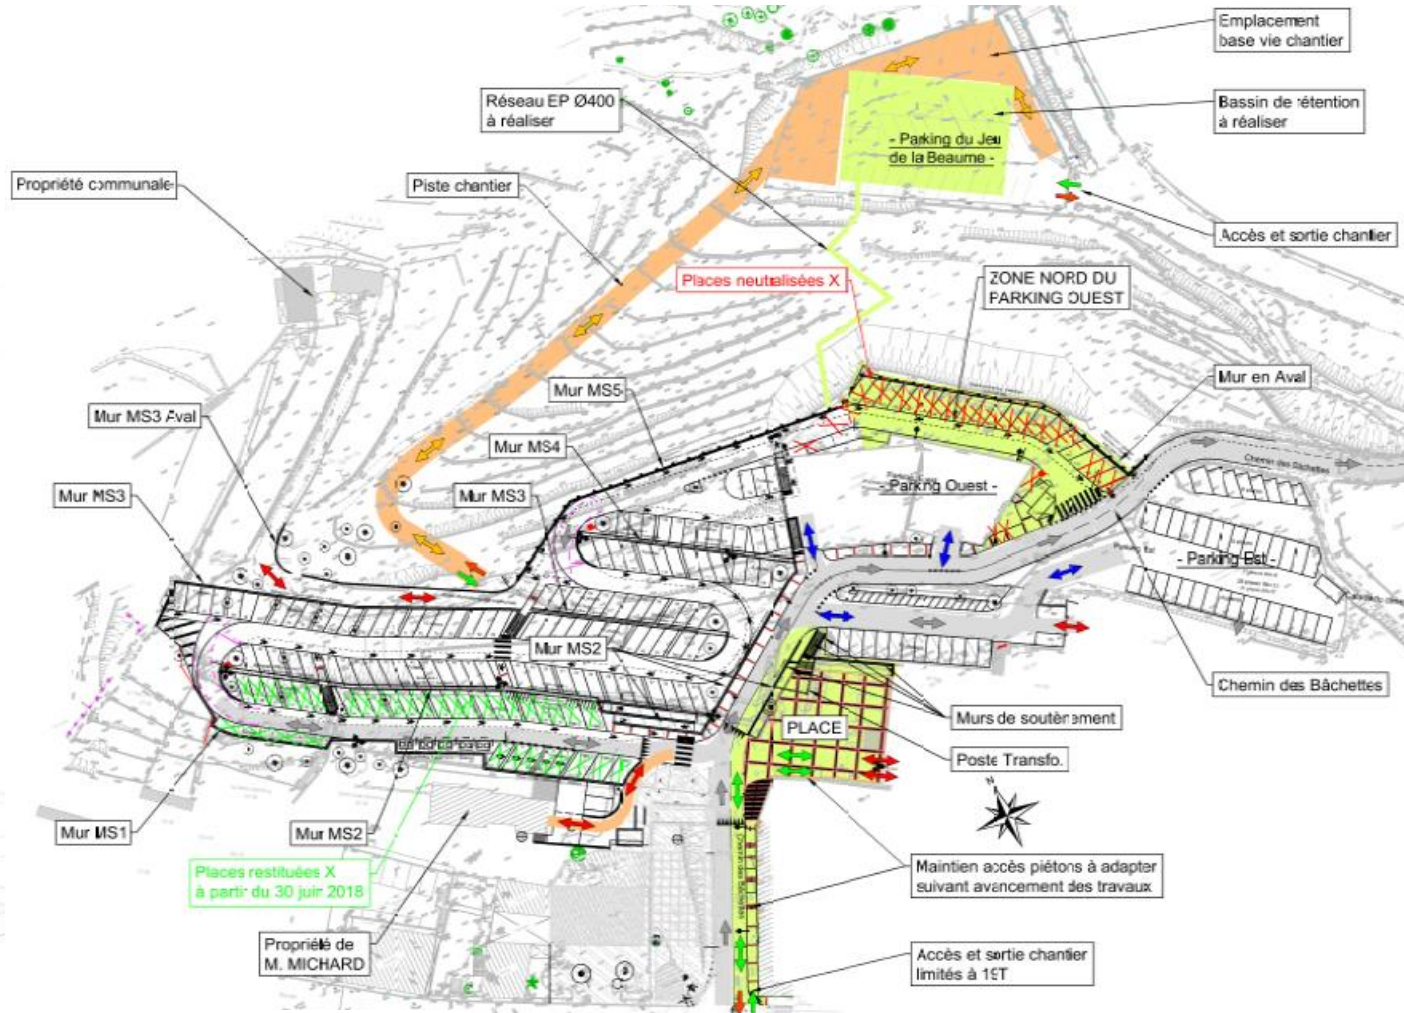 Emplacement
base vie chantier
Réseau EP Ø400
à réaliser
Bassin de rétention
à réaliser
- Parking du Jeu
de la Beaume -
Propriété communale
Piste chantier
Accès et sortie chantier
Places neutralisées X
ZONE NORD DU
PARKING OUEST
Mur MS5
Mur en Aval
Mur MS3 Aval
Mur MS4
Chemin des Bâchettes
Mur MS3
Mur MS3
- Parking Ouest -
- Parking Est -
Mur MS2
Chemin des Bâchettes
PLACE
Murs de soutènement
Poste Transfo.
N
Mur MS1
Mur MS2
Places restituées X
à partir du 30 juin 2018
Maintien accès piétons à adapter
suivant avancement des travaux
Chemin des Bâchettes
Propriété de
M. MICHARD
Accès et sortie chantier
limités à 19T